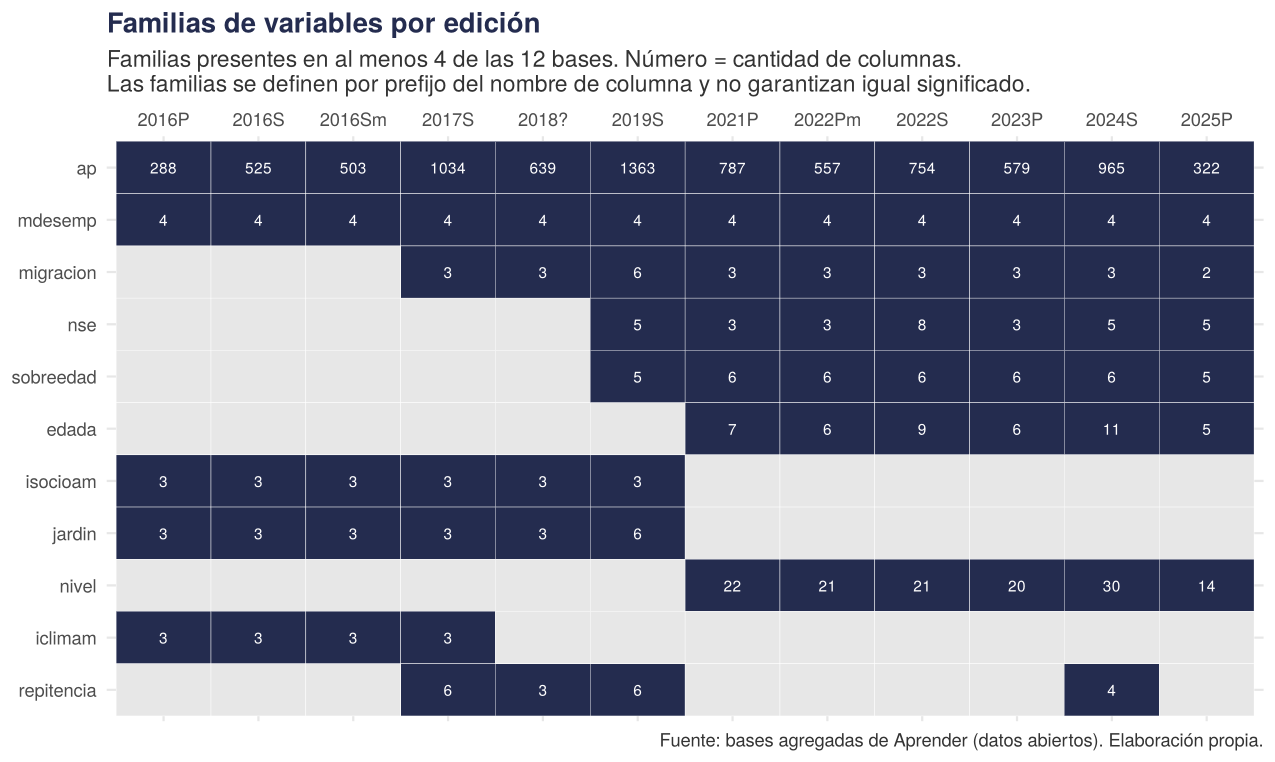 Familias de variables por edición
Familias presentes en al menos 4 de las 12 bases. Número = cantidad de columnas.
Las familias se definen por prefijo del nombre de columna y no garantizan igual significado.
2016P 2016S 2016Sm 2017S 2018? 2019S 2021P 2022Pm 2022S 2023P 2024S 2025P
ap 288 525 503 1034 639 1363 787 557 754 579 965 322
mdesemp 4 4 4 4 4 4 4 4 4 4 4 4
migracion 3 3 6 3 3 3 3 3 2
nse 5 3 3 8 3 5 5
sobreedad 5 6 6 6 6 6 5
edada 7 6 9 6 11 5
isocioam 3 3 3 3 3 3
jardin 3 3 3 3 3 6
nivel 22 21 21 20 30 14
iclimam 3 3 3 3
repitencia 6 3 6 4
Fuente: bases agregadas de Aprender (datos abiertos). Elaboración propia.